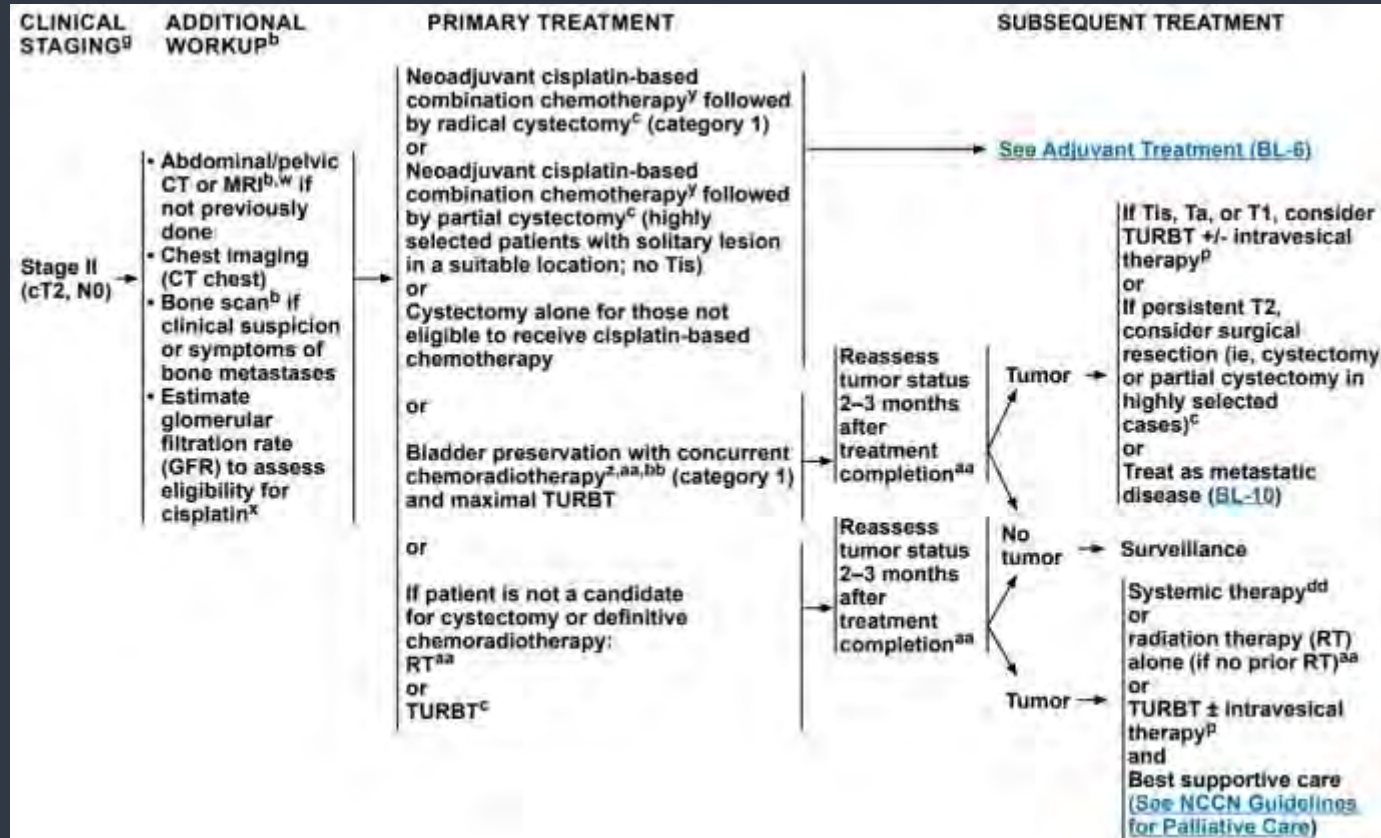 CLINICAL STAGINGᵍ
ADDITIONAL WORKUPᵇ
PRIMARY TREATMENT
SUBSEQUENT TREATMENT
Stage II
(cT2, N0)
• Abdominal/pelvic
CT or MRIᵇ,ʷ if
not previously
done
• Chest imaging
(CT chest)
• Bone scanᵇ if
clinical suspicion
or symptoms of
bone metastases
• Estimate
glomerular
filtration rate
(GFR) to assess
eligibility for
cisplatinˣ
Neoadjuvant cisplatin-based
combination chemotherapyʸ followed
by radical cystectomyᶜ (category 1)
or
Neoadjuvant cisplatin-based
combination chemotherapyʸ followed
by partial cystectomyᶜ (highly
selected patients with solitary lesion
in a suitable location; no Tis)
or
Cystectomy alone for those not
eligible to receive cisplatin-based
chemotherapy
or
Bladder preservation with concurrent
chemoradiotherapyᶻ,ᵃᵃ,ᵇᵇ (category 1)
and maximal TURBT
or
If patient is not a candidate
for cystectomy or definitive
chemoradiotherapy:
RTᵃᵃ
or
TURBTᶜ
See Adjuvant Treatment (BL-6)
Reassess
tumor status
2–3 months
after
treatment
completionᵃᵃ
Tumor
If Tis, Ta, or T1, consider
TURBT +/- intravesical
therapyᵖ
or
If persistent T2,
consider surgical
resection (ie, cystectomy
or partial cystectomy in
highly selected
cases)ᶜ
or
Treat as metastatic
disease (BL-10)
Reassess
tumor status
2–3 months
after
treatment
completionᵃᵃ
No
tumor
Surveillance
Tumor
Systemic therapyᵈᵈ
or
radiation therapy (RT)
alone (if no prior RT)ᵃᵃ
or
TURBT ± intravesical
therapyᵖ
and
Best supportive care
(See NCCN Guidelines
for Palliative Care)